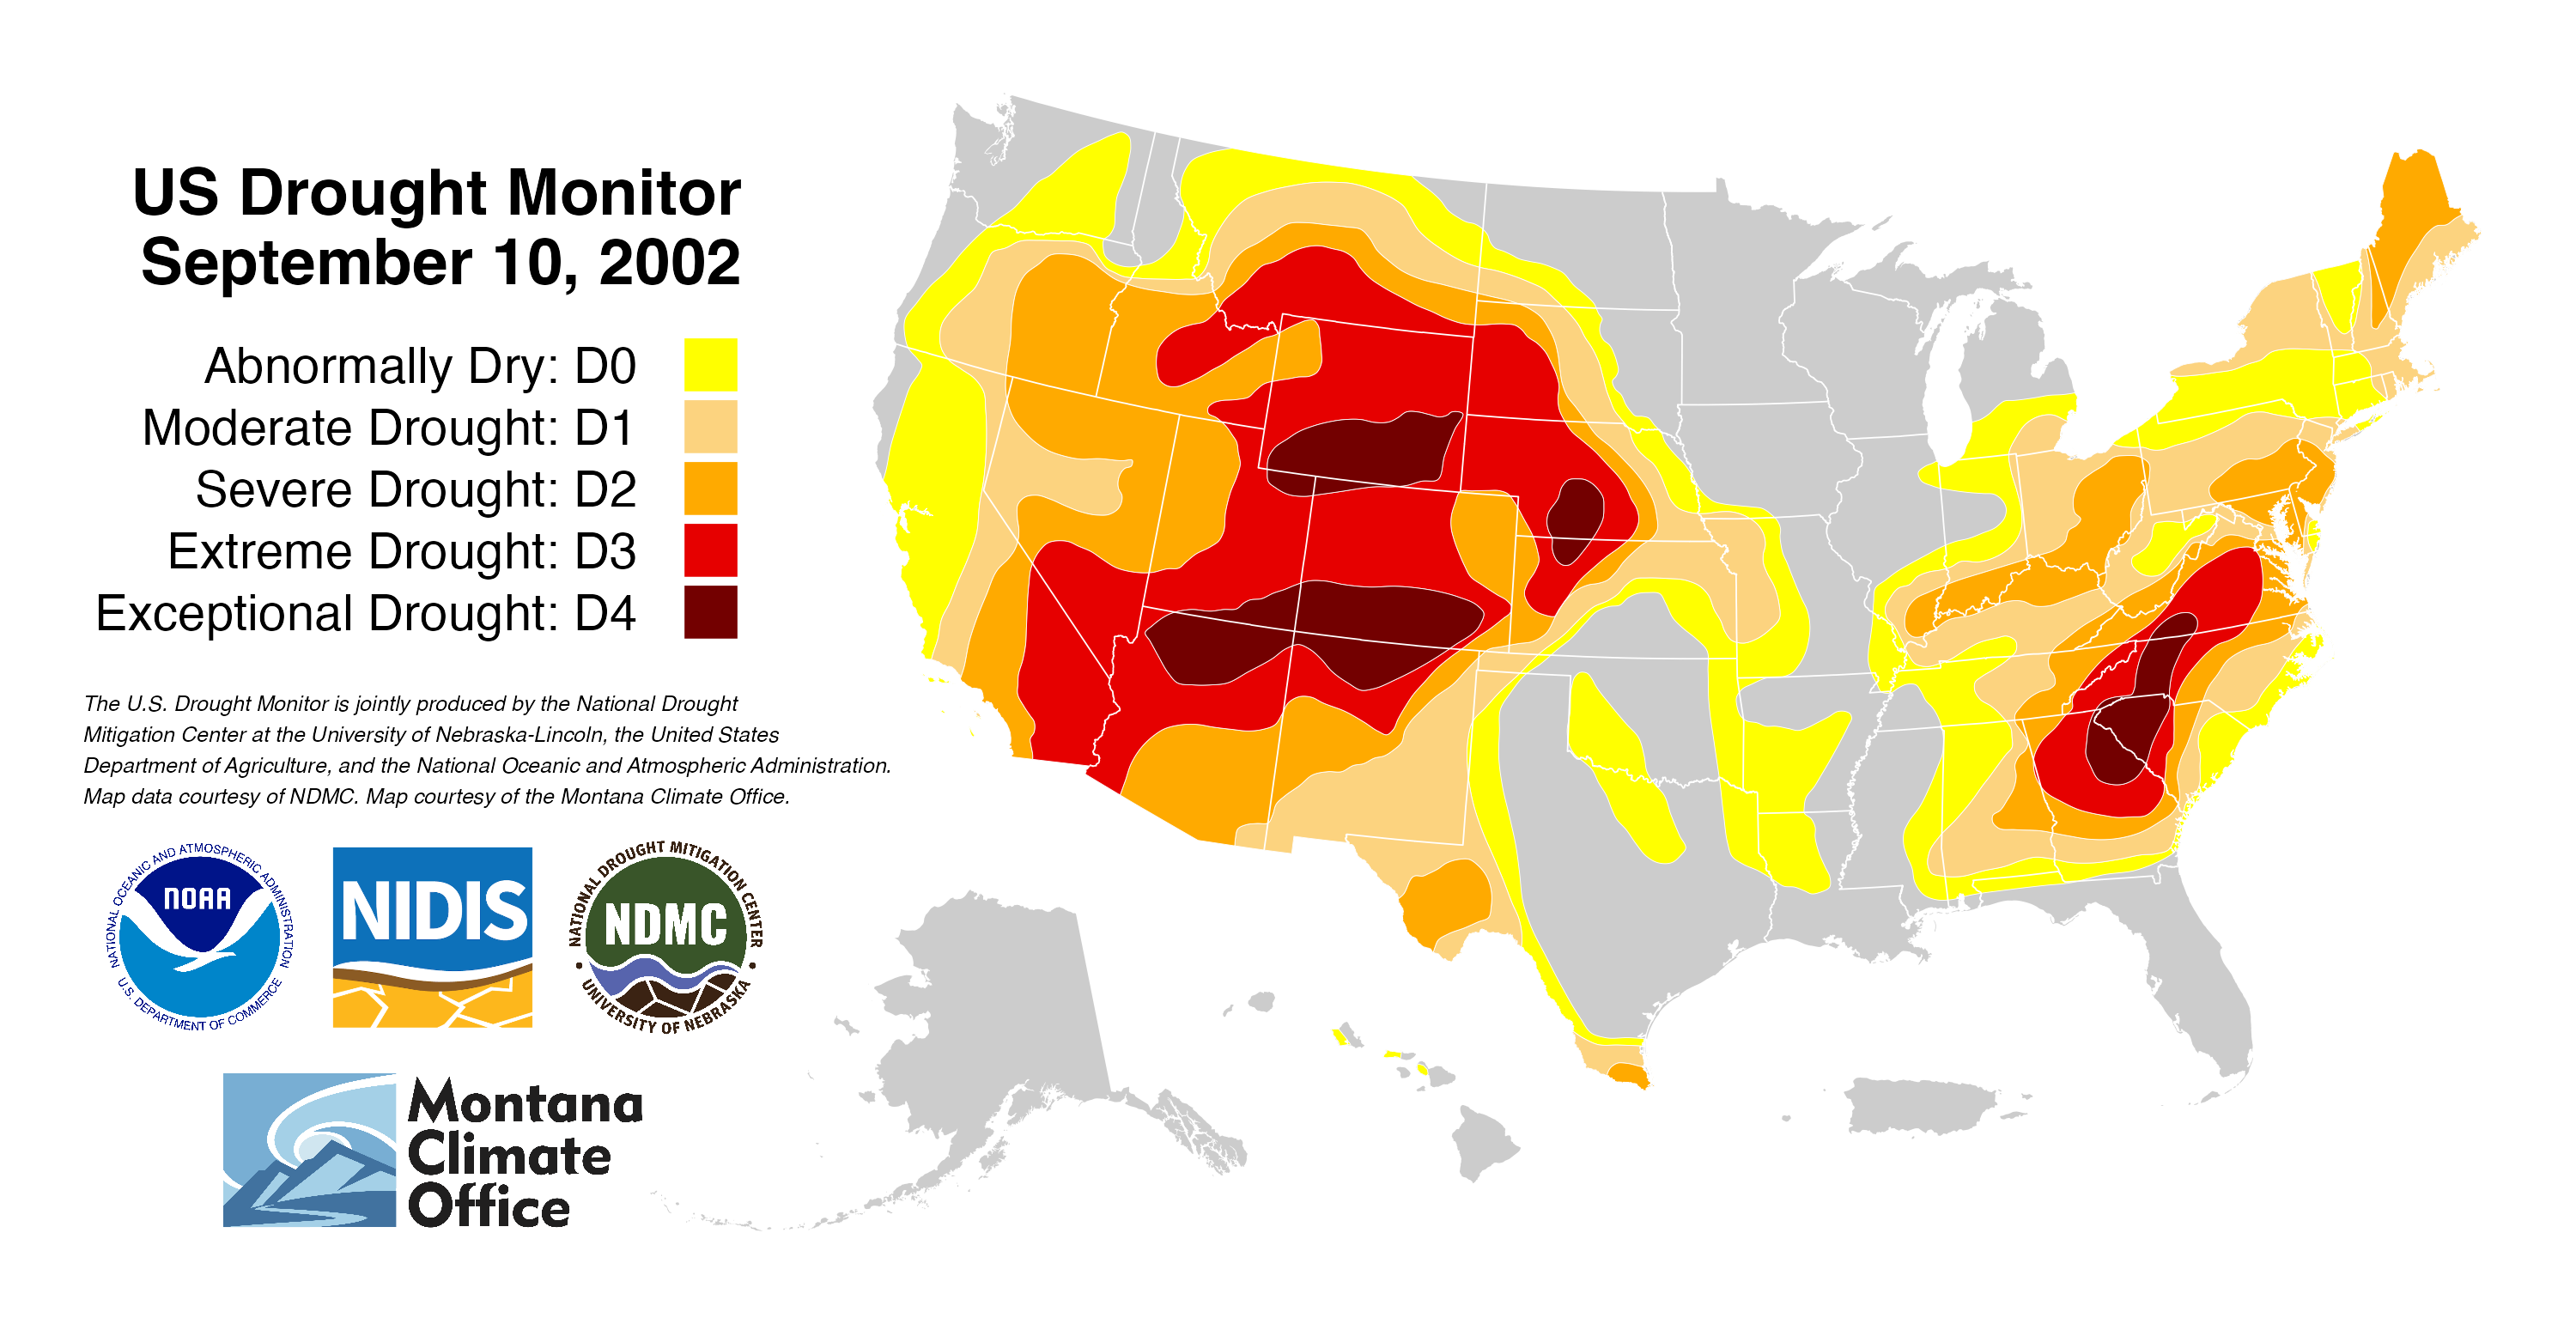 US Drought Monitor
September 10, 2002
Abnormally Dry: D0
Moderate Drought: D1
Severe Drought: D2
Extreme Drought: D3
Exceptional Drought: D4
The U.S. Drought Monitor is jointly produced by the National Drought
Mitigation Center at the University of Nebraska-Lincoln, the United States
Department of Agriculture, and the National Oceanic and Atmospheric Administration.
Map data courtesy of NDMC. Map courtesy of the Montana Climate Office.
NATIONAL OCEANIC AND ATMOSPHERIC ADMINISTRATION
NOAA
U.S. DEPARTMENT OF COMMERCE
NIDIS
NATIONAL DROUGHT MITIGATION CENTER
NDMC
UNIVERSITY OF NEBRASKA
Montana
Climate
Office